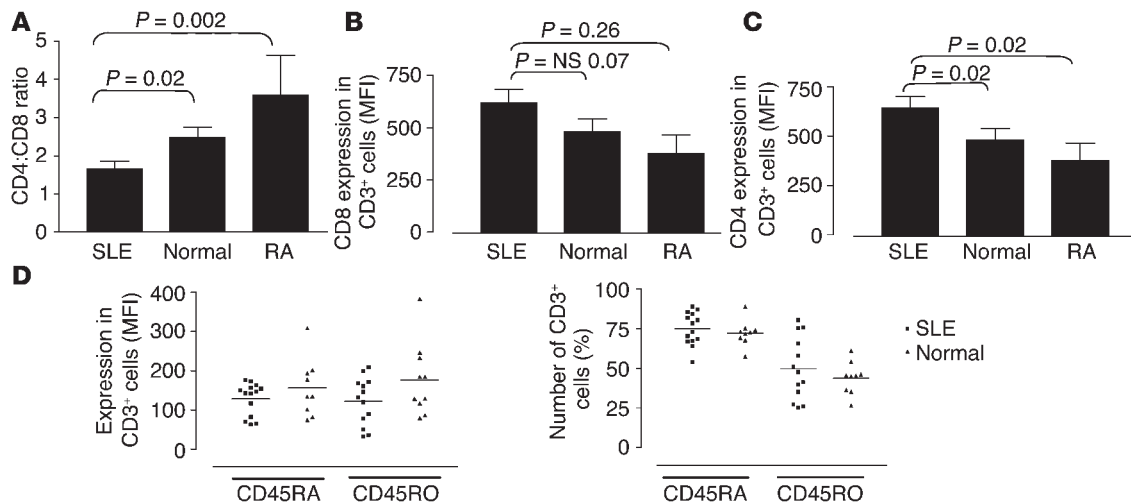 A
P = 0.002
P = 0.02
CD4:CD8 ratio
5
4
3
2
1
0
SLE Normal RA
B
P = 0.26
P = NS 0.07
CD8 expression in
CD3+ cells (MFI)
750
500
250
0
SLE Normal RA
C
P = 0.02
P = 0.02
CD4 expression in
CD3+ cells (MFI)
750
500
250
0
SLE Normal RA
D
Expression in
CD3+ cells (MFI)
400
300
200
100
0
CD45RA CD45RO
Number of CD3+
cells (%)
100
75
50
25
0
CD45RA CD45RO
SLE
Normal